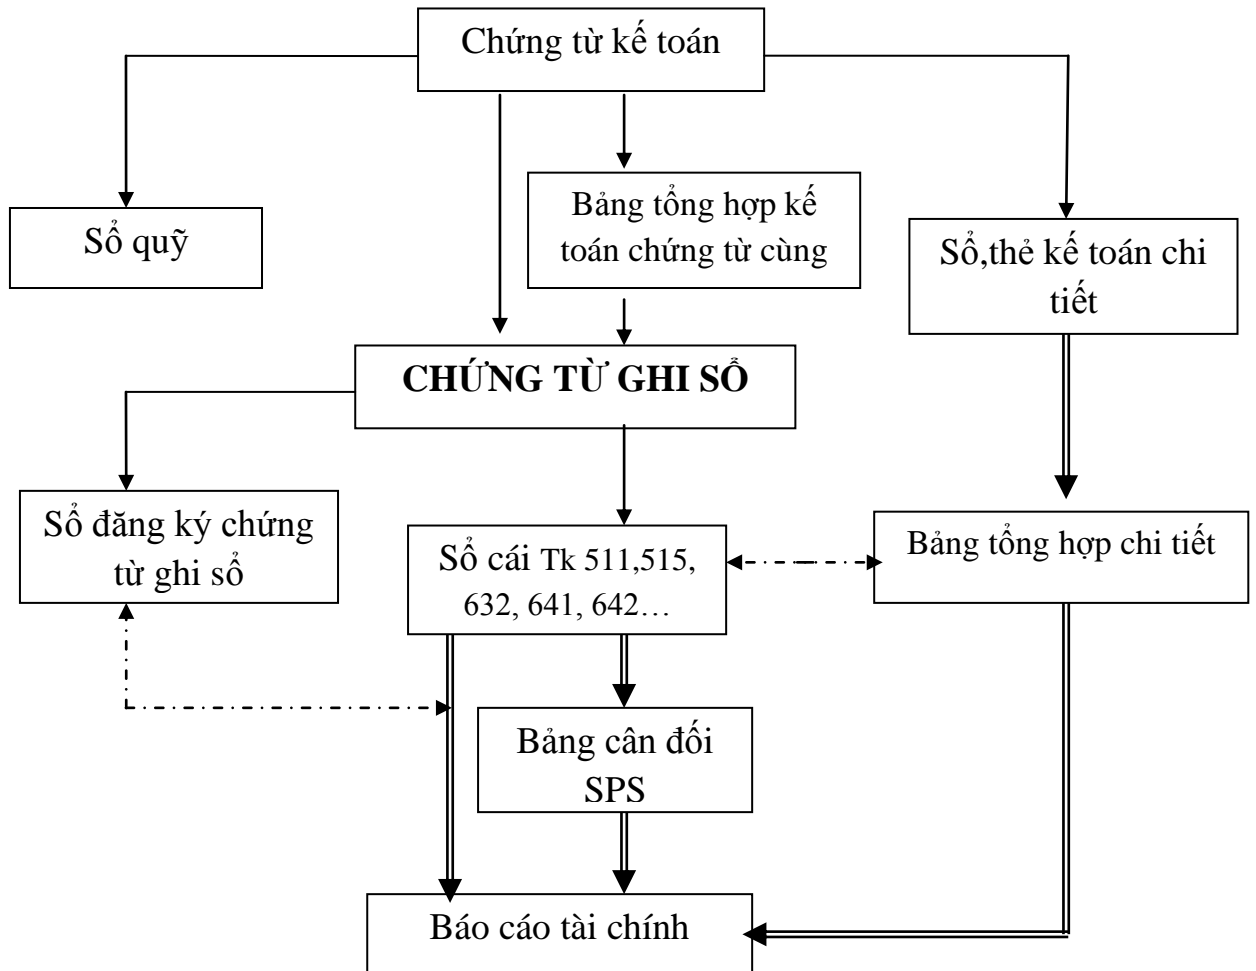 Chứng từ kế toán
Sổ quỹ
Bảng tổng hợp kế
toán chứng từ cùng
Sổ,thẻ kế toán chi
tiết
CHỨNG TỪ GHI SỔ
Sổ đăng ký chứng
từ ghi sổ
Sổ cái Tk 511,515,
632, 641, 642…
Bảng tổng hợp chi tiết
Bảng cân đối
SPS
Báo cáo tài chính